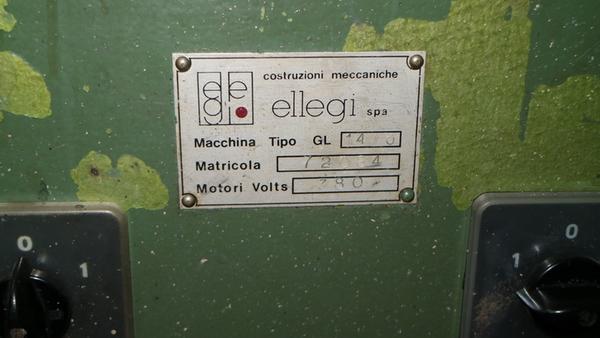 costruzioni meccaniche
ellegi spa
Macchina Tipo GL
Matricola
Motori Volts 380
0
1
0
1